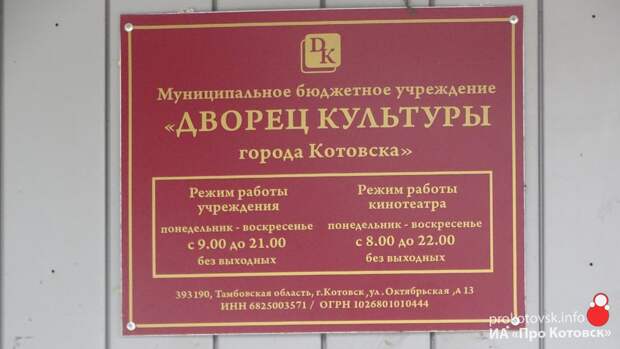 DK
Муниципальное бюджетное учреждение
«ДВОРЕЦ КУЛЬТУРЫ
города Котовска»
Режим работы
учреждения
понедельник - воскресенье
с 9.00 до 21.00
без выходных
Режим работы
кинотеатра
понедельник - воскресенье
с 8.00 до 22.00
без выходных
393190, Тамбовская область, г.Котовск ,ул .Октябрьская ,д 13
ИНН 6825003571 / ОГРН 1026801010444
prokotovsk.info
ИА «Про Котовск»